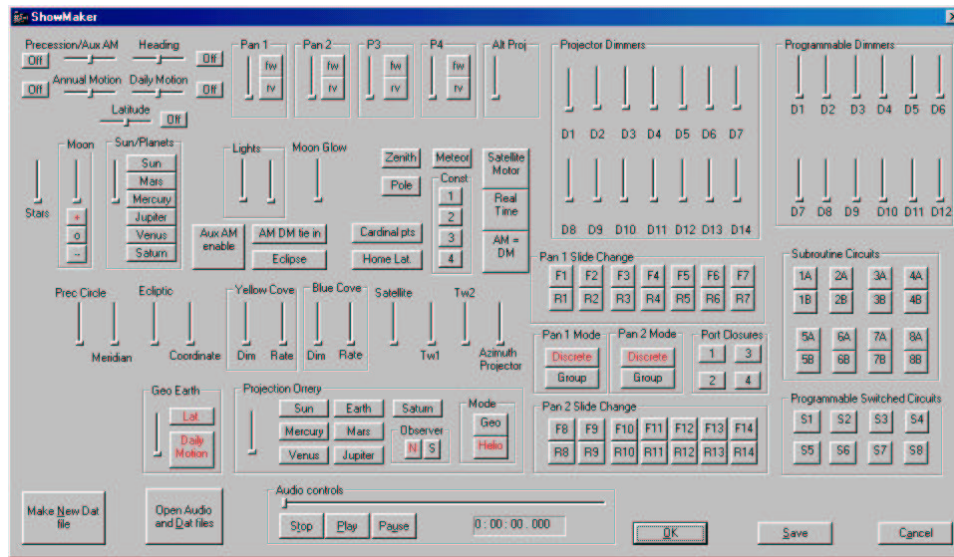 ShowMaker
Precession/Aux AM Heading
Off Off
Annual Motion Daily Motion
Off Off
Latitude
Off
Pan 1
fw
rv
Pan 2
fw
rv
P3
fw
rv
P4
fw
rv
Alt Proj
Projector Dimmers
D1 D2 D3 D4 D5 D6 D7
D8 D9 D10 D11 D12 D13 D14
Programmable Dimmers
D1 D2 D3 D4 D5 D6
D7 D8 D9 D10 D11 D12
Stars
Moon
+
o
-
Sun/Planets
Sun
Mars
Mercury
Jupiter
Venus
Saturn
Lights
Moon Glow
Zenith
Pole
Meteor
Const
1
2
3
4
Satellite
Motor
Real
Time
AM =
DM
Aux AM
enable
AM DM tie in
Eclipse
Cardinal pts
Home Lat.
Pan 1 Slide Change
F1 F2 F3 F4 F5 F6 F7
R1 R2 R3 R4 R5 R6 R7
Subroutine Circuits
1A 2A 3A 4A
1B 2B 3B 4B
5A 6A 7A 8A
5B 6B 7B 8B
Prec Circle
Meridian
Ecliptic
Coordinate
Yellow Cove
Dim Rate
Blue Cove
Dim Rate
Satellite
Tw1
Tw2
Azimuth
Projector
Pan 1 Mode
Discrete
Group
Pan 2 Mode
Discrete
Group
Port Closures
1 3
2 4
Geo Earth
Lat.
Daily
Motion
Projection Orrery
Sun Earth Saturn
Mercury Mars
Venus Jupiter
Observer
N S
Mode
Geo
Helio
Pan 2 Slide Change
F8 F9 F10 F11 F12 F13 F14
R8 R9 R10 R11 R12 R13 R14
Programmable Switched Circuits
S1 S2 S3 S4
S5 S6 S7 S8
Make New Dat
file
Open Audio
and Dat files
Audio controls
Stop Play Pause
0:00:00.000
OK
Save
Cancel